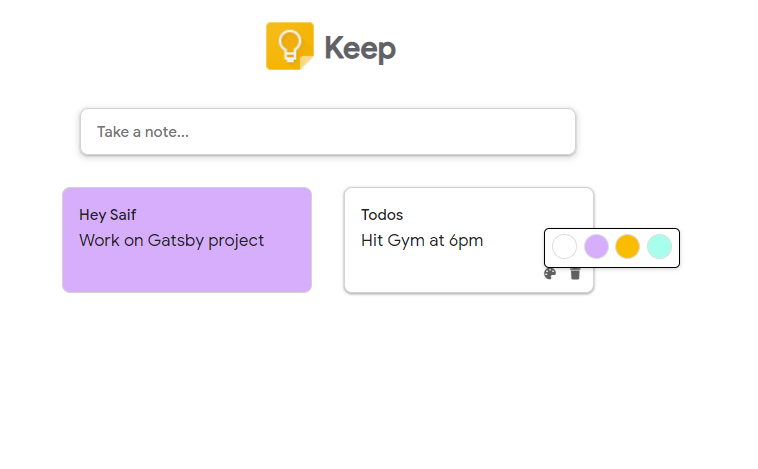 Keep
Take a note...
Hey Saif
Work on Gatsby project
Todos
Hit Gym at 6pm